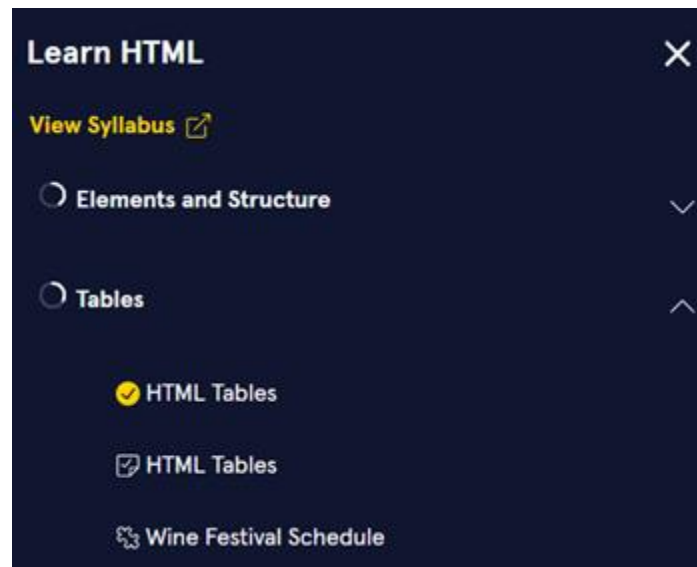 Learn HTML
View Syllabus
Elements and Structure
Tables
HTML Tables
HTML Tables
Wine Festival Schedule